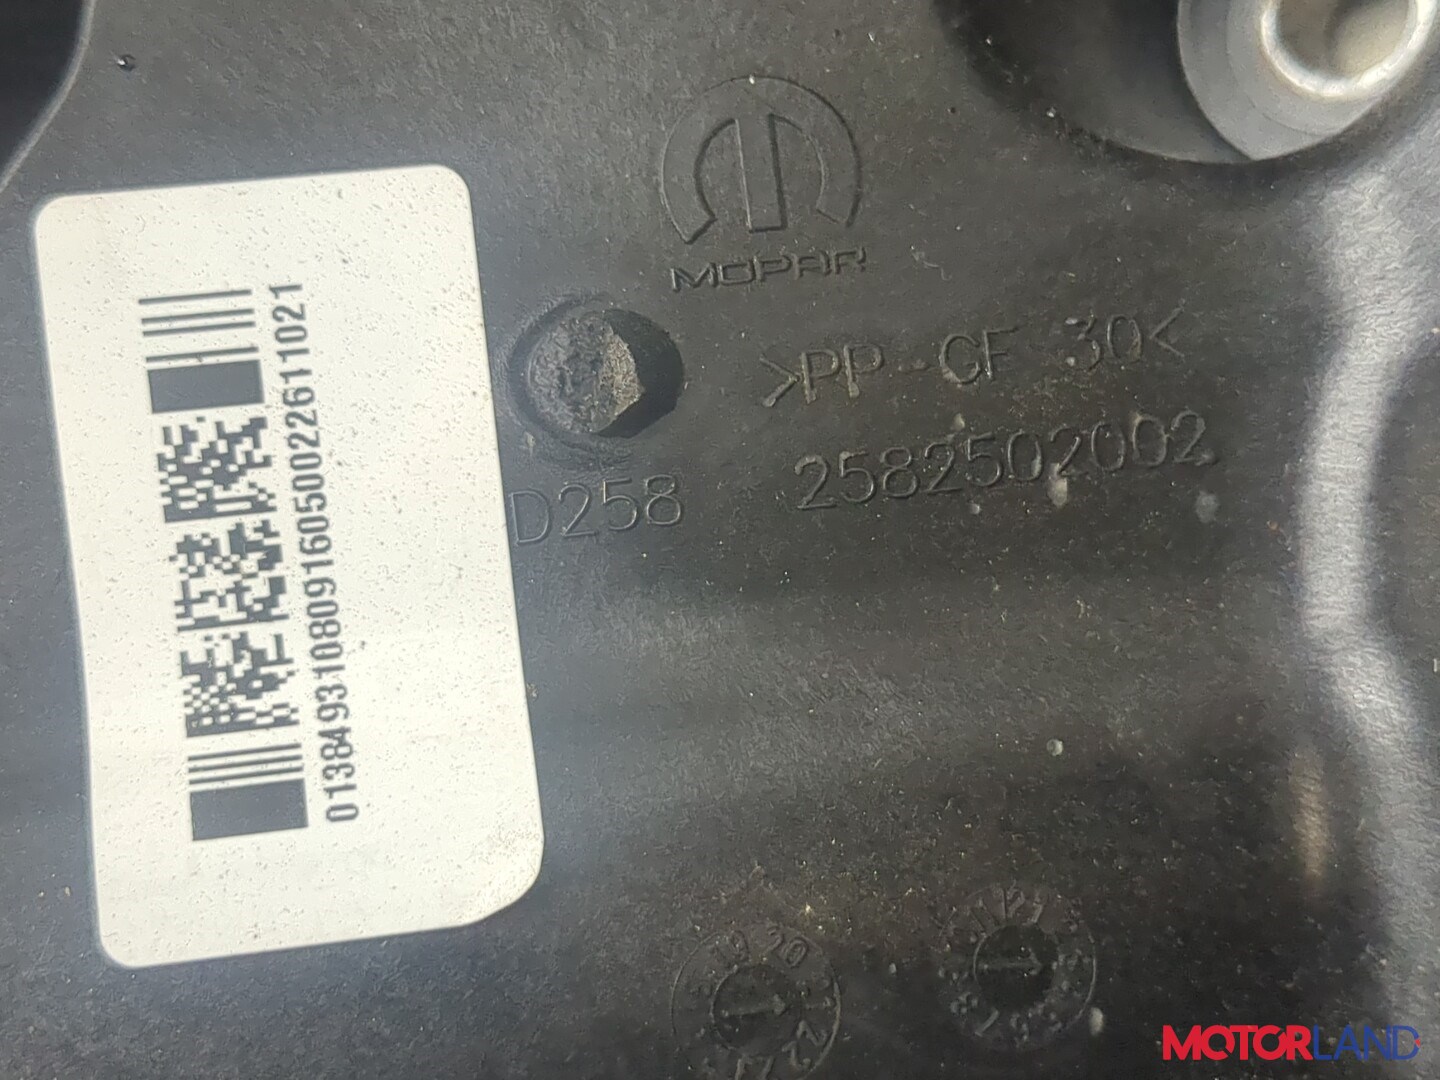 MOPAR
>PP-GF 30<
D258 2582502002
01384931080916050022611021
MOTORLAND